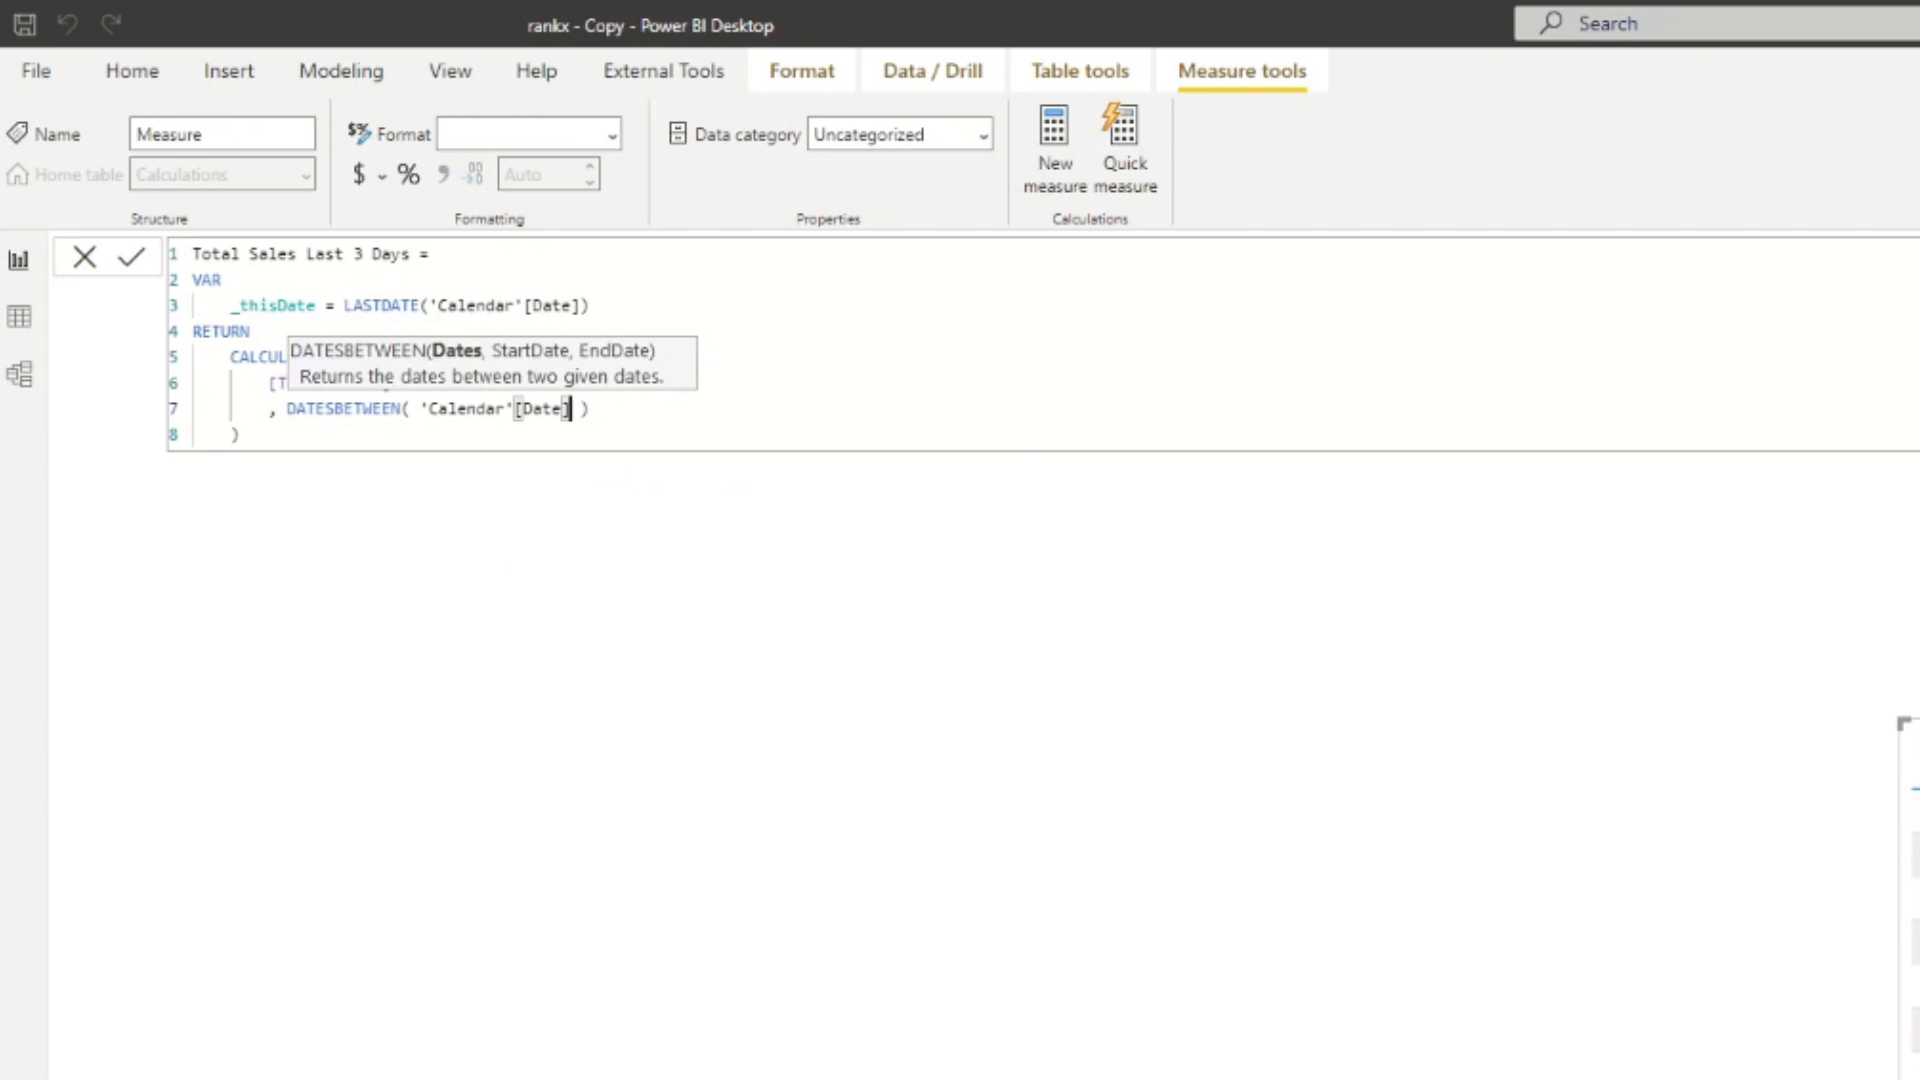 rankx - Copy - Power BI Desktop
Search
File Home Insert Modeling View Help External Tools Format Data / Drill Table tools Measure tools
Name Measure
Home table Calculations
Structure
$% Format
$ % 9 .00 Auto
Formatting
Data category Uncategorized
Properties
New measure
Quick measure
Calculations
1 Total Sales Last 3 Days =
2 VAR
3 _thisDate = LASTDATE('Calendar'[Date])
4 RETURN
DATESBETWEEN(Dates, StartDate, EndDate)
Returns the dates between two given dates.
5 CALCUL
6 [T
7 , DATESBETWEEN( 'Calendar'[Date] )
8 )